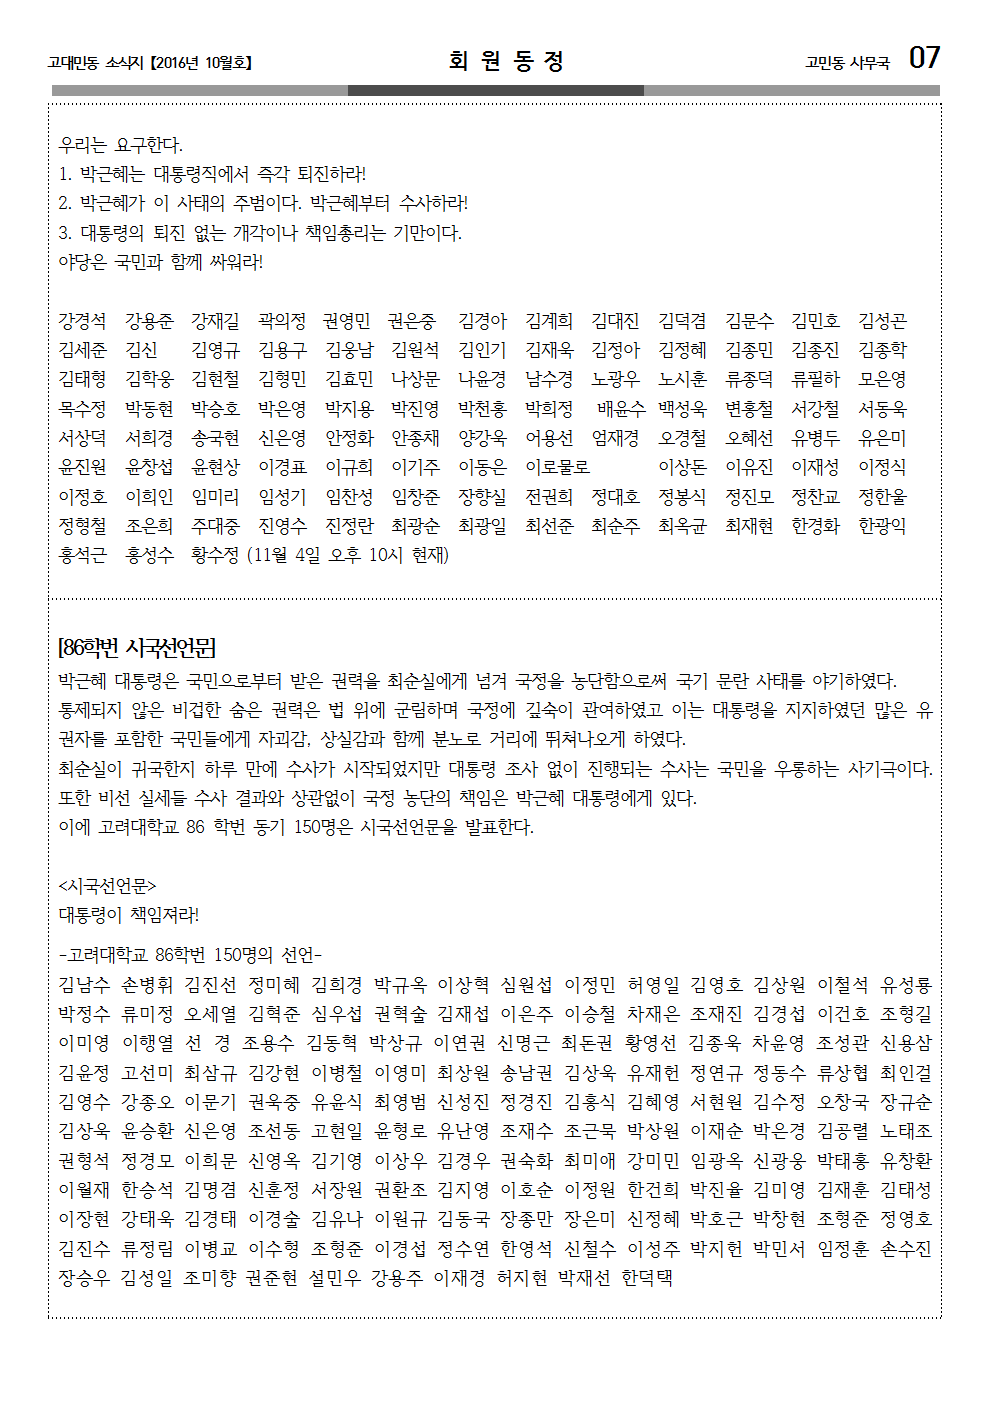 고대민동 소식지 【2016년 10월호】 회 원 동 정 고민동 사무국 07
우리는 요구한다.
1. 박근혜는 대통령직에서 즉각 퇴진하라!
2. 박근혜가 이 사태의 주범이다. 박근혜부터 수사하라!
3. 대통령의 퇴진 없는 개각이나 책임총리는 기만이다.
야당은 국민과 함께 싸워라!
강경석 강용준 강재길 곽의정 권영민 권은중 김경아 김계희 김대진 김덕겸 김문수 김민호 김성곤
김세준 김신 김영규 김용구 김웅남 김원석 김인기 김재욱 김정아 김정혜 김종민 김종진 김종학
김태형 김학웅 김현철 김형민 김효민 나상문 나윤경 남수경 노광우 노시훈 류종덕 류필하 모은영
목수정 박동현 박승호 박은영 박지용 박진영 박천홍 박희정 배윤수 백성욱 변홍철 서강철 서동욱
서상덕 서희경 송국현 신은영 안정화 안종채 양강욱 어용선 엄재경 오경철 오혜선 유병두 유은미
윤진원 윤창섭 윤현상 이경표 이규희 이기주 이동은 이로물로 이상돈 이유진 이재성 이정식
이정호 이희인 임미리 임성기 임찬성 임창준 장향실 전권희 정대호 정봉식 정진모 정찬교 정한울
정형철 조은희 주대중 진영수 진정란 최광순 최광일 최선준 최순주 최옥균 최재현 한경화 한광익
홍석근 홍성수 황수정 (11월 4일 오후 10시 현재)
[86학번 시국선언문]
박근혜 대통령은 국민으로부터 받은 권력을 최순실에게 넘겨 국정을 농단함으로써 국기 문란 사태를 야기하였다.
통제되지 않은 비겁한 숨은 권력은 법 위에 군림하며 국정에 깊숙이 관여하였고 이는 대통령을 지지하였던 많은 유
권자를 포함한 국민들에게 자괴감, 상실감과 함께 분노로 거리에 뛰쳐나오게 하였다.
최순실이 귀국한지 하루 만에 수사가 시작되었지만 대통령 조사 없이 진행되는 수사는 국민을 우롱하는 사기극이다.
또한 비선 실세들 수사 결과와 상관없이 국정 농단의 책임은 박근혜 대통령에게 있다.
이에 고려대학교 86 학번 동기 150명은 시국선언문을 발표한다.
<시국선언문>
대통령이 책임져라!
-고려대학교 86학번 150명의 선언-
김남수 손병휘 김진선 정미혜 김희경 박규옥 이상혁 심원섭 이정민 허영일 김영호 김상원 이철석 유성룡
박정수 류미정 오세열 김혁준 심우섭 권혁술 김재섭 이은주 이승철 차재은 조재진 김경섭 이건호 조형길
이미영 이행열 선 경 조용수 김동혁 박상규 이연권 신명근 최돈권 황영선 김종욱 차윤영 조성관 신용삼
김윤정 고선미 최삼규 김강현 이병철 이영미 최상원 송남권 김상욱 유재헌 정연규 정동수 류상협 최인걸
김영수 강종오 이문기 권욱중 유윤식 최영범 신성진 정경진 김홍식 김혜영 서현원 김수정 오창국 장규순
김상욱 윤승환 신은영 조선동 고현일 윤형로 유난영 조재수 조근묵 박상원 이재순 박은경 김공렬 노태조
권형석 정경모 이희문 신영옥 김기영 이상우 김경우 권숙화 최미애 강미민 임광옥 신광웅 박태홍 유창환
이월재 한승석 김명겸 신훈정 서장원 권환조 김지영 이호순 이정원 한건희 박진율 김미영 김재훈 김태성
이장현 강태욱 김경태 이경술 김유나 이원규 김동국 장종만 장은미 신정혜 박호근 박창현 조형준 정영호
김진수 류정림 이병교 이수형 조형준 이경섭 정수연 한영석 신철수 이성주 박지헌 박민서 임정훈 손수진
장승우 김성일 조미향 권준현 설민우 강용주 이재경 허지현 박재선 한덕택